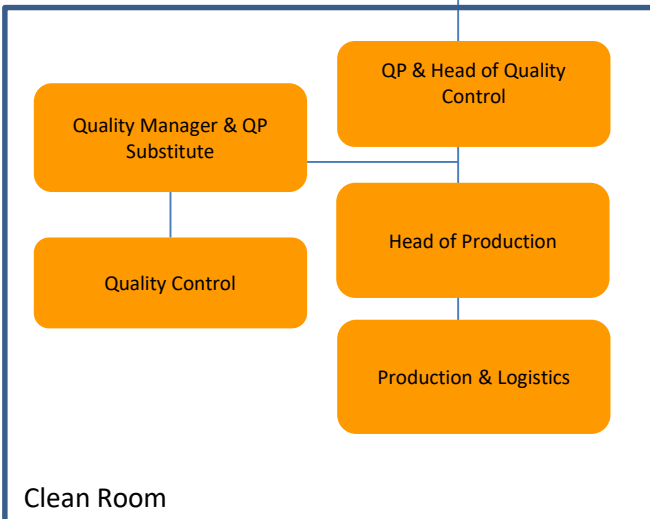 QP & Head of Quality
Control
Quality Manager & QP
Substitute
Head of Production
Quality Control
Production & Logistics
Clean Room